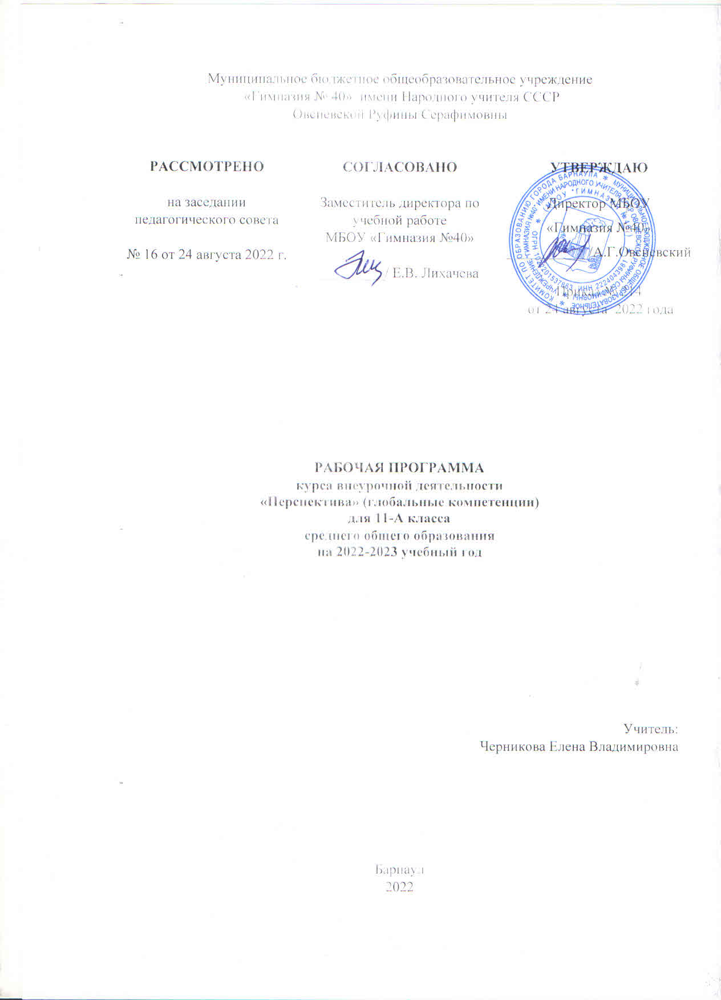 Муниципальное бюджетное общеобразовательное учреждение
«Гимназия № 40» имени Народного учителя СССР
Овсиевской Руфины Серафимовны
РАССМОТРЕНО
на заседании
педагогического совета
№ 16 от 24 августа 2022 г.
СОГЛАСОВАНО
Заместитель директора по
учебной работе
МБОУ «Гимназия №40»
/ Е.В. Лихачева
УТВЕРЖДАЮ
Директор МБОУ
«Гимназия №40»
/А.Г.Овсиевский
Приказ №
от 24 августа 2022 года
КОМИТЕТ ПО ОБРАЗОВАНИЮ ГОРОДА БАРНАУЛА * МУНИЦИПАЛЬНОЕ БЮДЖЕТНОЕ ОБЩЕОБРАЗОВАТЕЛЬНОЕ
УЧРЕЖДЕНИЕ "ГИМНАЗИЯ №40" ИМЕНИ НАРОДНОГО УЧИТЕЛЯ
ИНН 2224043981
РАБОЧАЯ ПРОГРАММА
курса внеурочной деятельности
«Перспектива» (глобальные компетенции)
для 11-А класса
среднего общего образования
на 2022-2023 учебный год
Учитель:
Черникова Елена Владимировна
Барнаул
2022